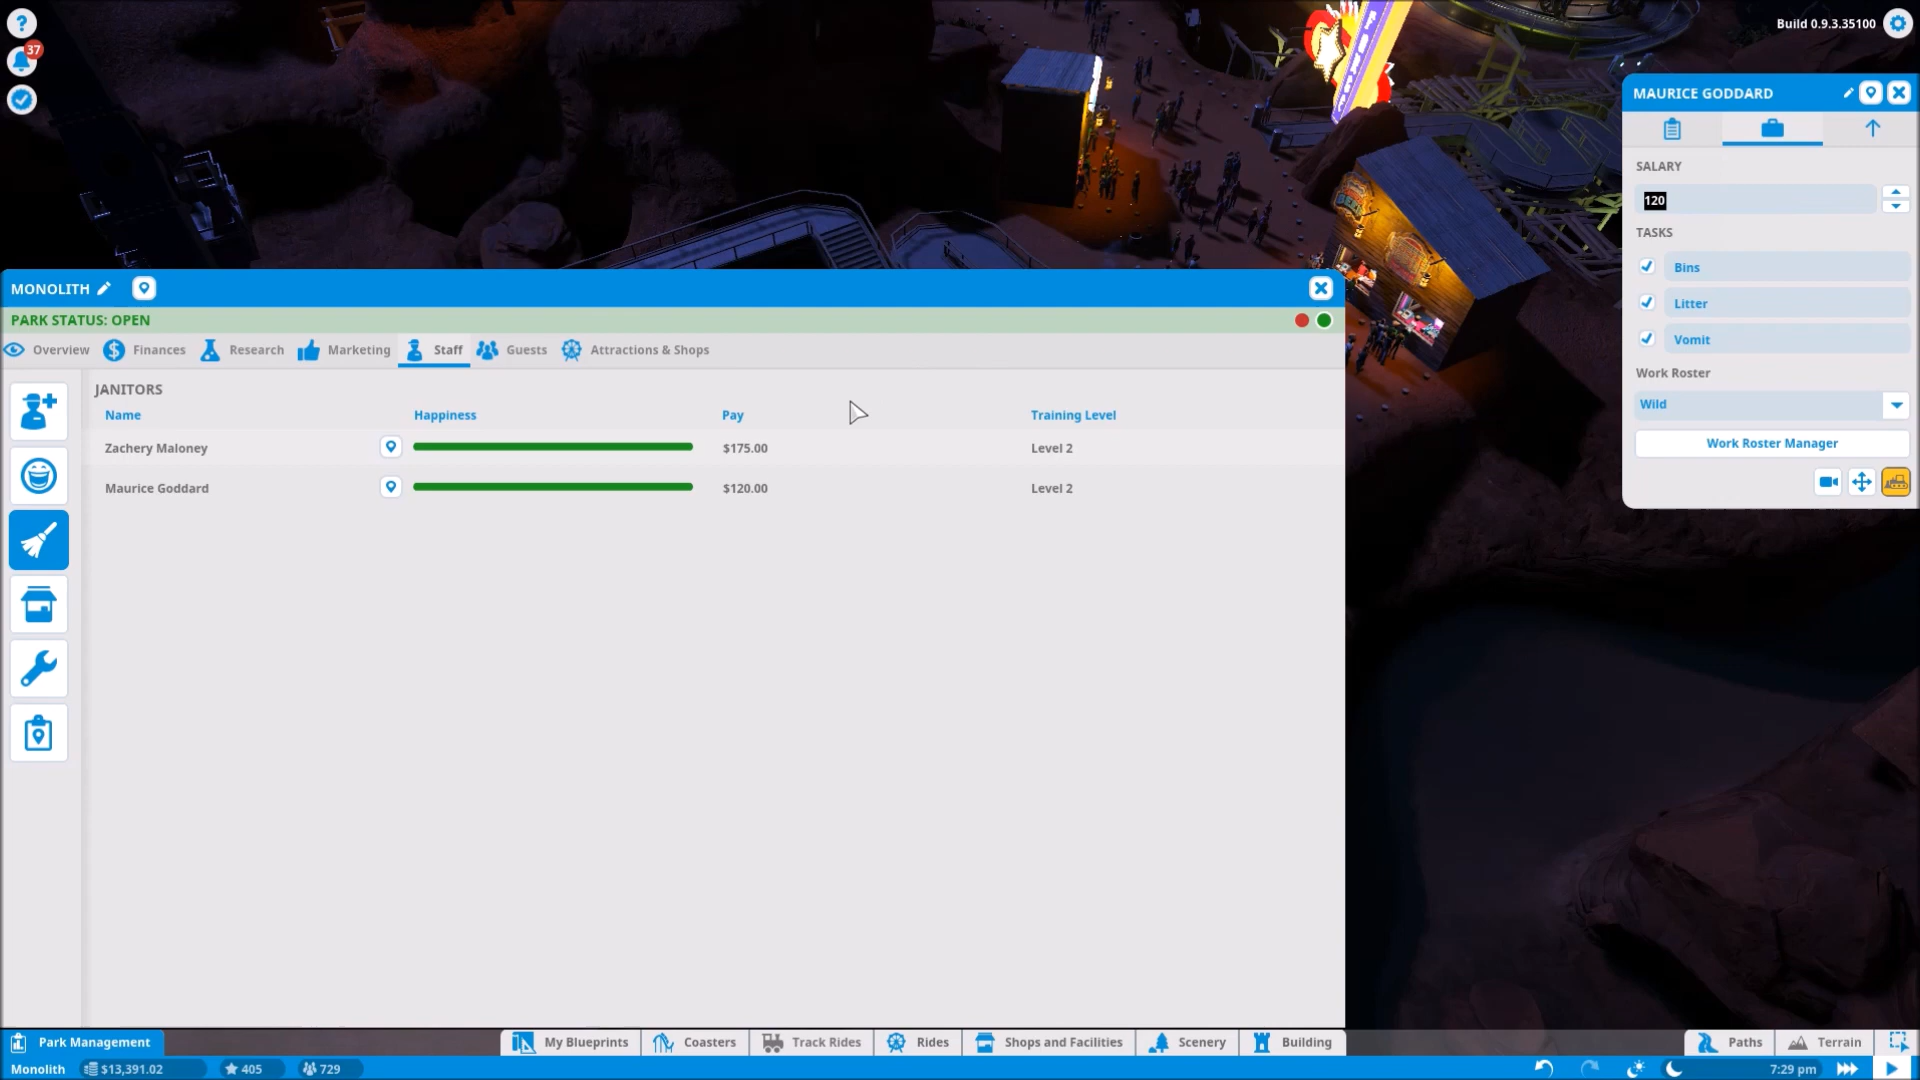 ?
37
Build 0.9.3.35100
MAURICE GODDARD
SALARY
120
TASKS
Bins
Litter
Vomit
Work Roster
Wild
Work Roster Manager
MONOLITH
PARK STATUS: OPEN
Overview
Finances
Research
Marketing
Staff
Guests
Attractions & Shops
JANITORS
Name
Happiness
Pay
Training Level
Zachery Maloney
$175.00
Level 2
Maurice Goddard
$120.00
Level 2
Park Management
My Blueprints
Coasters
Track Rides
Rides
Shops and Facilities
Scenery
Building
Paths
Terrain
Monolith
$13,391.02
405
729
7:29 pm